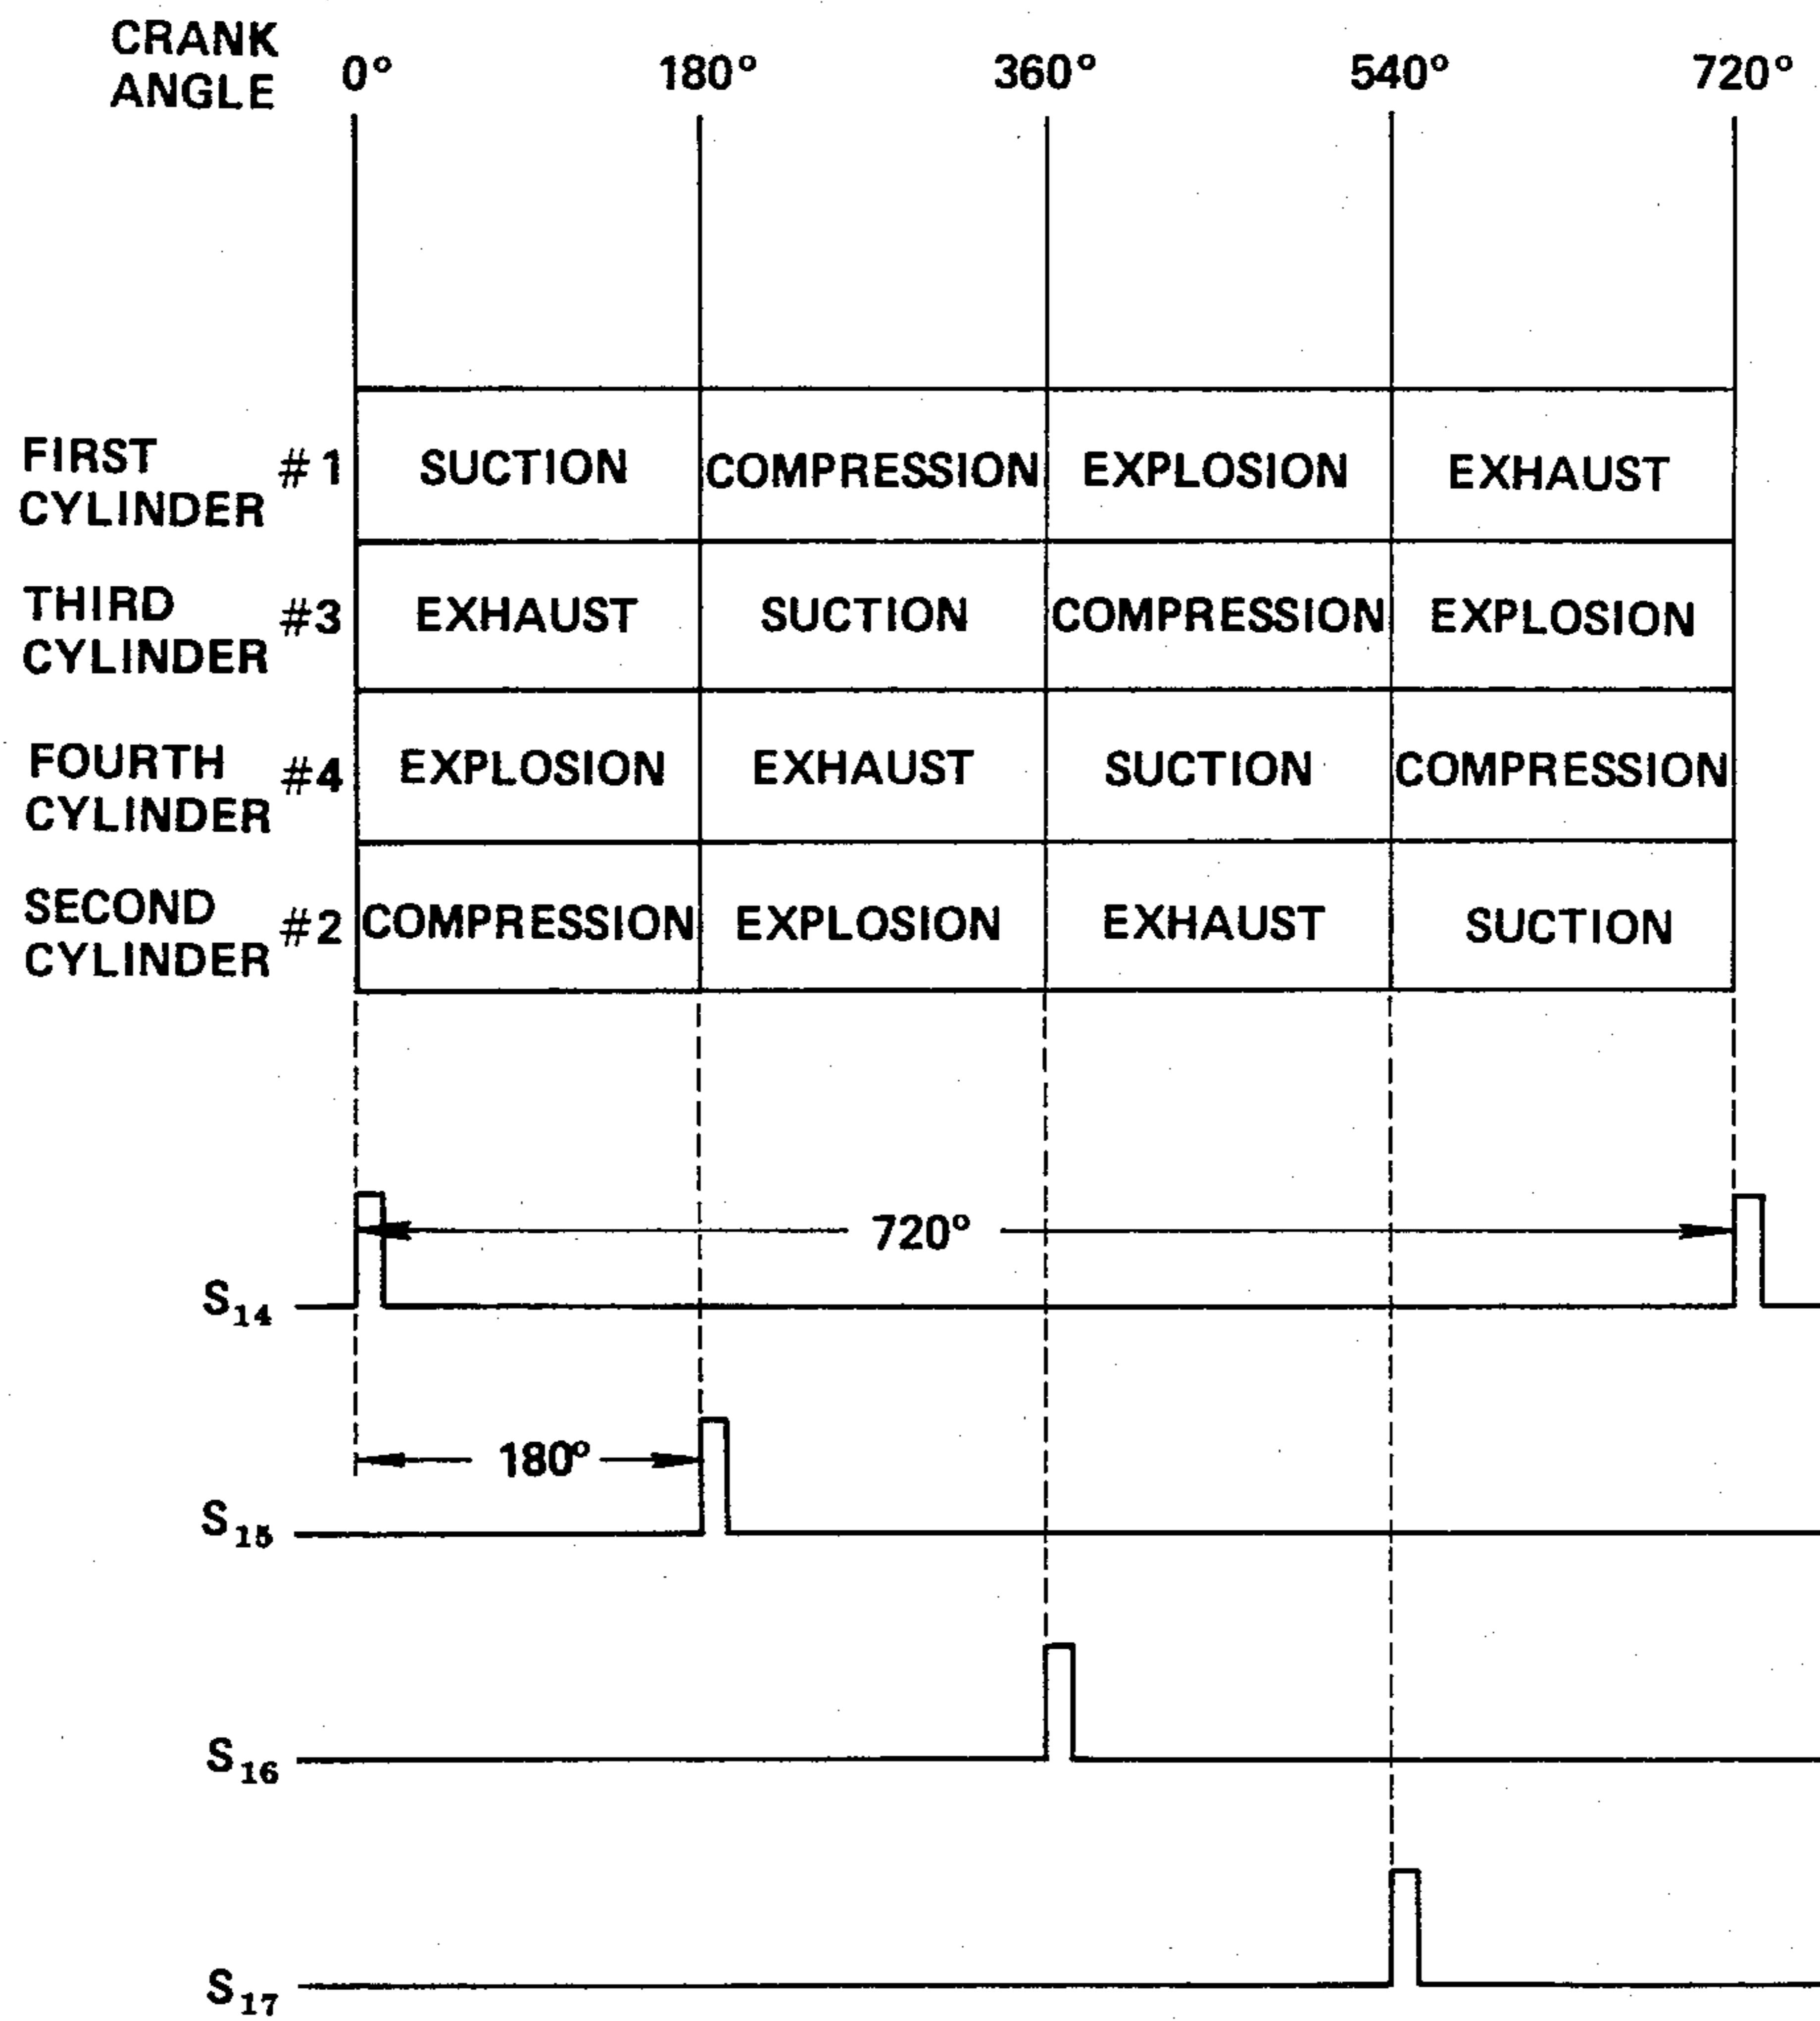 CRANK
ANGLE
0° 180° 360° 540° 720°
FIRST
CYLINDER
#1 SUCTION COMPRESSION EXPLOSION EXHAUST
THIRD
CYLINDER
#3 EXHAUST SUCTION COMPRESSION EXPLOSION
FOURTH
CYLINDER
#4 EXPLOSION EXHAUST SUCTION COMPRESSION
SECOND
CYLINDER
#2 COMPRESSION EXPLOSION EXHAUST SUCTION
720°
S14
180°
S15
S16
S17